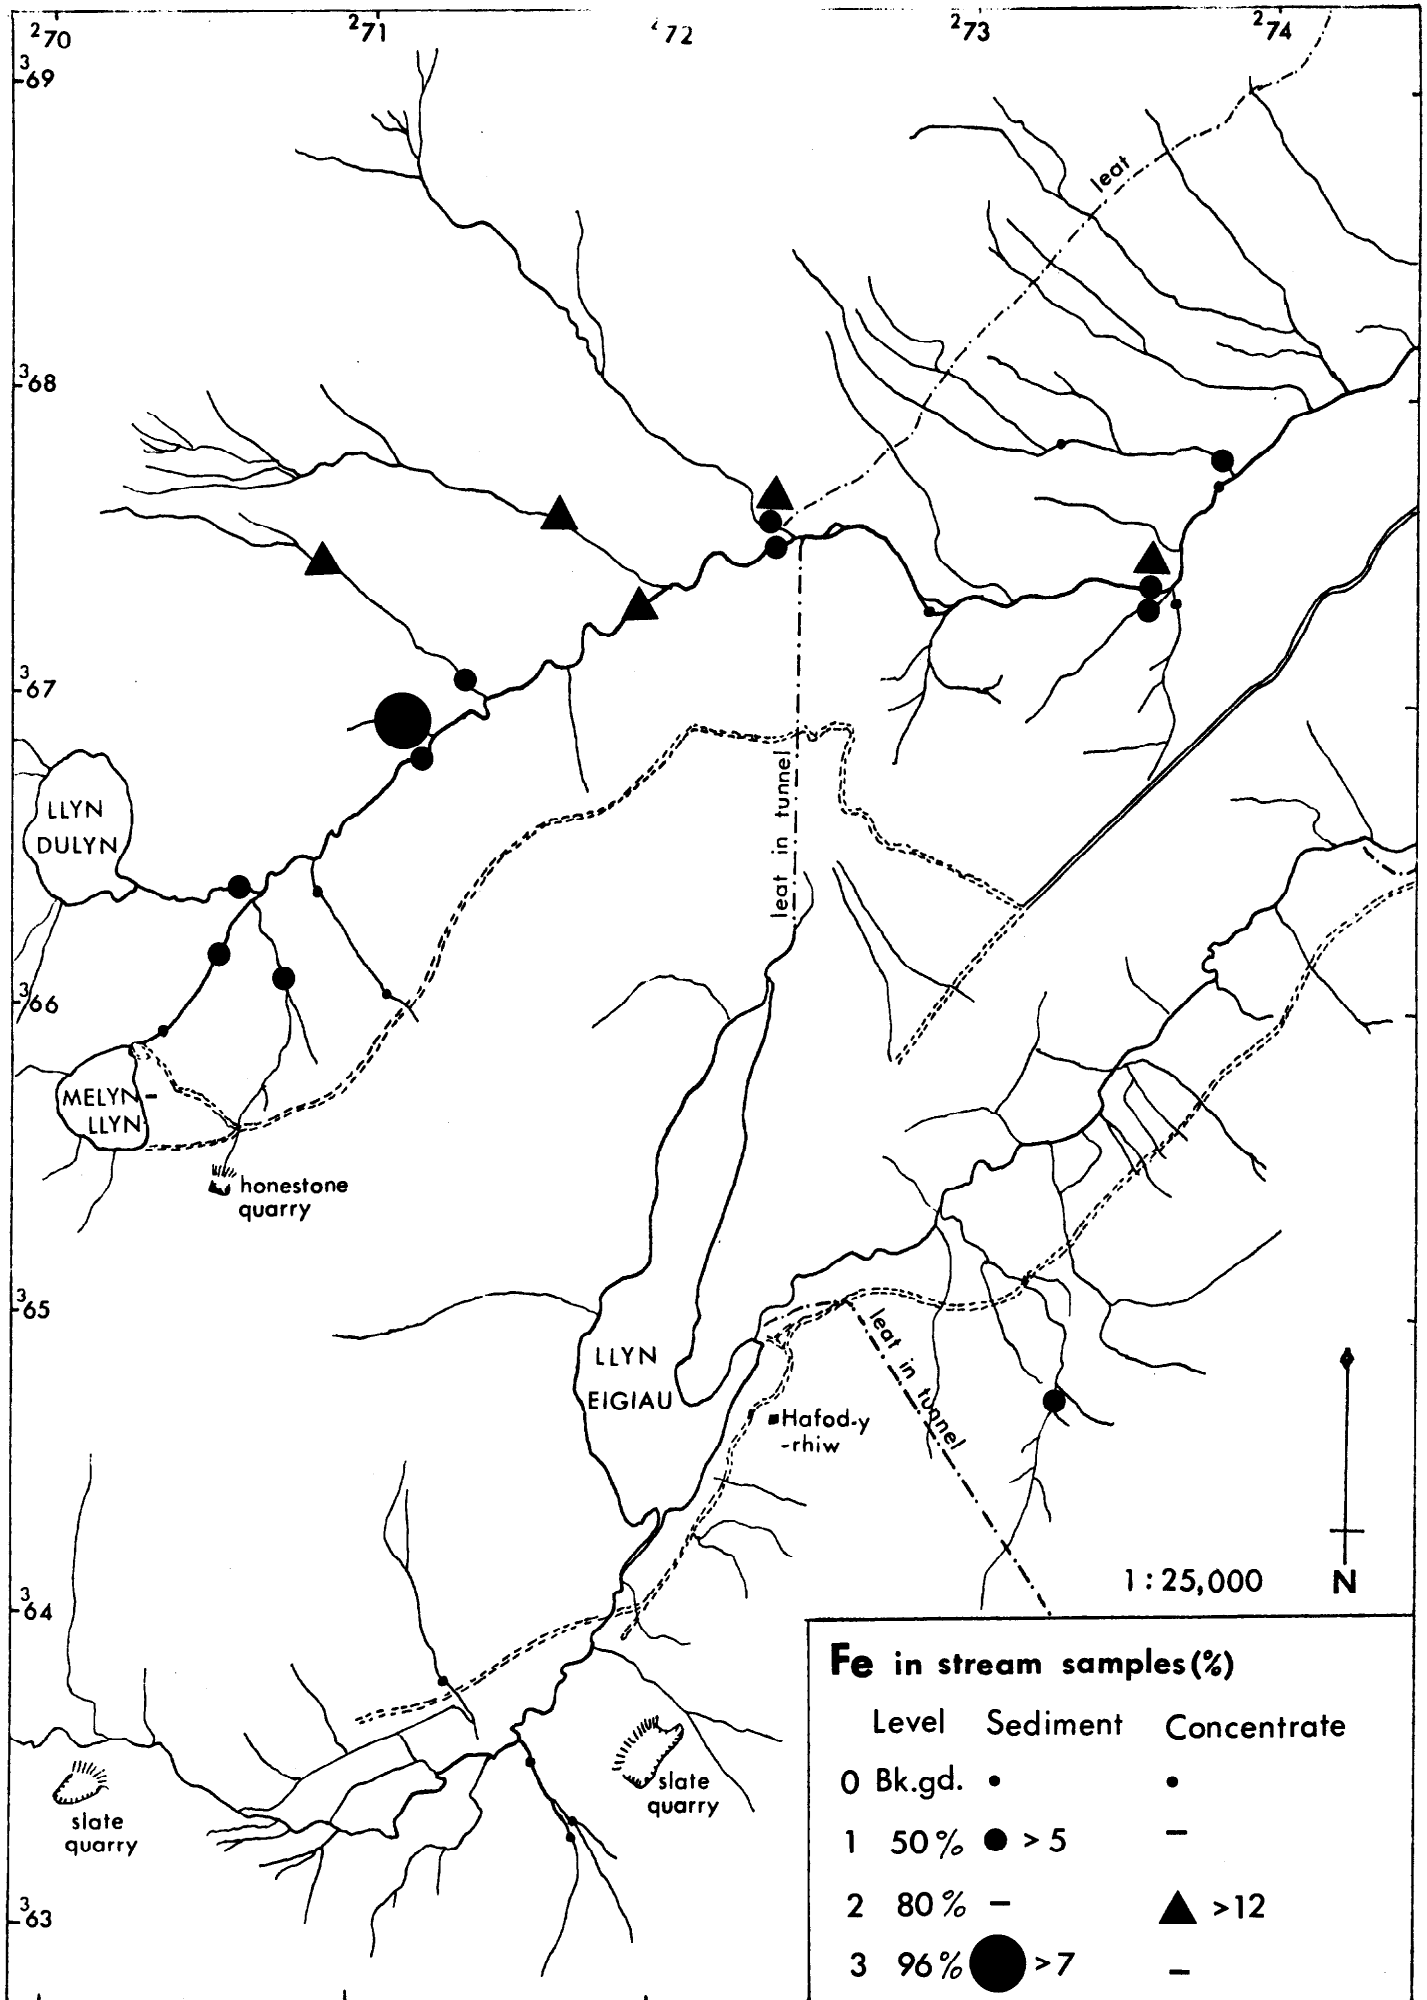 ²70 ²71 ²72 ²73 ²74
³69
leat
³68
³67
LLYN
DULYN
leat in tunnel
³66
MELYN-
LLYN
honestone
quarry
³65
LLYN
EIGIAU
leat in tunnel
Hafod-y
-rhiw
³64
1:25,000
N
slate
quarry
slate
quarry
³63
Fe in stream samples(%)
Level Sediment Concentrate
0 Bk.gd. • •
1 50% ● >5 –
2 80% – ▲ >12
3 96% ● >7 –